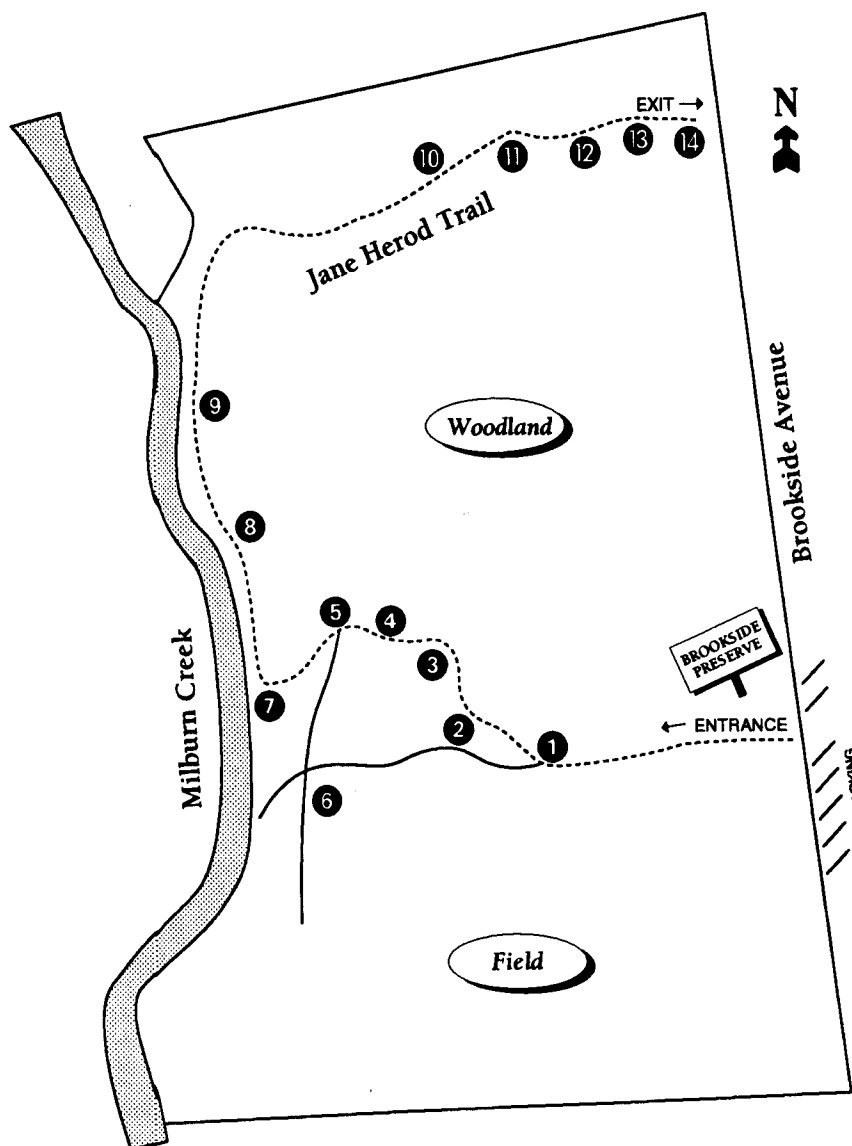 EXIT →
N
10
11
12
13
14
Jane Herod Trail
9
Woodland
Brookside Avenue
8
5
4
3
BROOKSIDE
PRESERVE
7
2
1
← ENTRANCE
Milburn Creek
6
Field